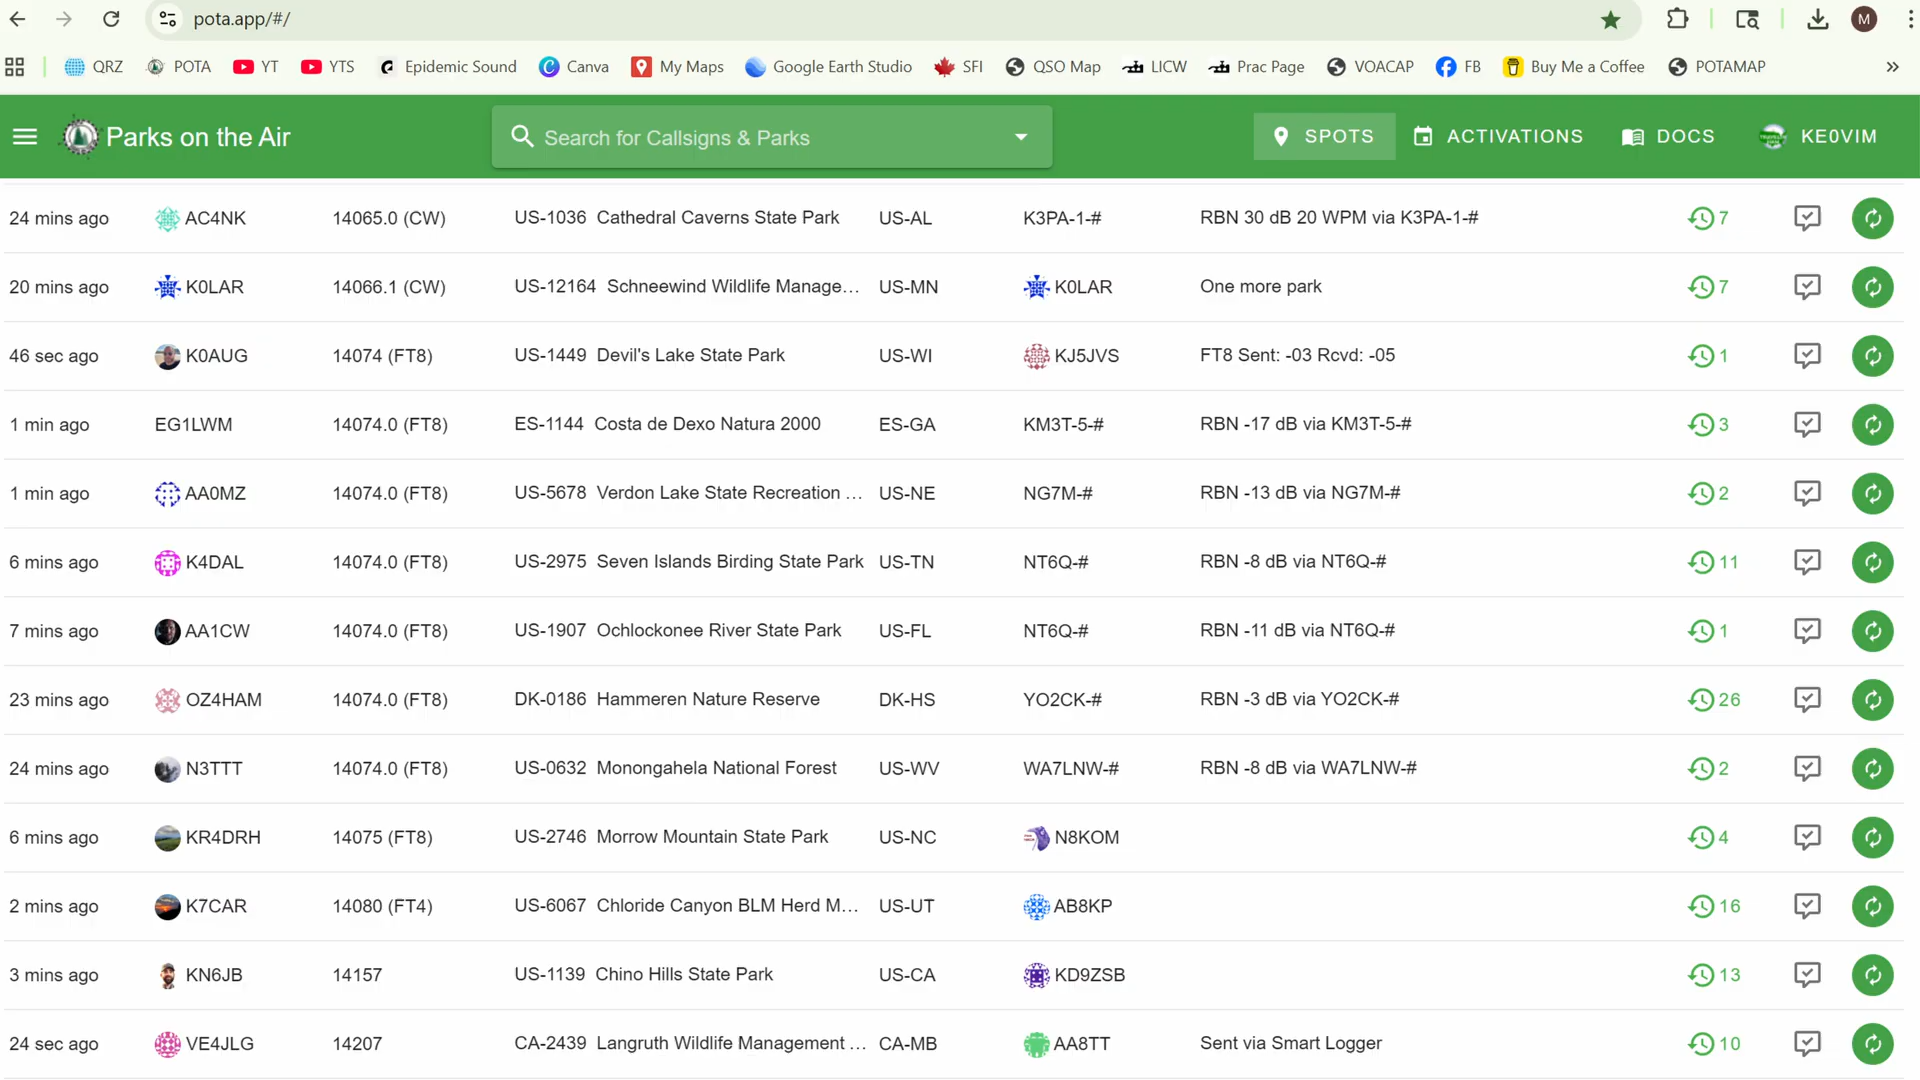 pota.app/#/
M
QRZ POTA YT YTS Epidemic Sound Canva My Maps Google Earth Studio SFI QSO Map LICW Prac Page VOACAP FB Buy Me a Coffee POTAMAP
Parks on the Air Search for Callsigns & Parks SPOTS ACTIVATIONS DOCS KE0VIM
24 mins ago AC4NK 14065.0 (CW) US-1036 Cathedral Caverns State Park US-AL K3PA-1-# RBN 30 dB 20 WPM via K3PA-1-# 7
20 mins ago K0LAR 14066.1 (CW) US-12164 Schneewind Wildlife Manage... US-MN K0LAR One more park 7
46 sec ago K0AUG 14074 (FT8) US-1449 Devil's Lake State Park US-WI KJ5JVS FT8 Sent: -03 Rcvd: -05 1
1 min ago EG1LWM 14074.0 (FT8) ES-1144 Costa de Dexo Natura 2000 ES-GA KM3T-5-# RBN -17 dB via KM3T-5-# 3
1 min ago AA0MZ 14074.0 (FT8) US-5678 Verdon Lake State Recreation ... US-NE NG7M-# RBN -13 dB via NG7M-# 2
6 mins ago K4DAL 14074.0 (FT8) US-2975 Seven Islands Birding State Park US-TN NT6Q-# RBN -8 dB via NT6Q-# 11
7 mins ago AA1CW 14074.0 (FT8) US-1907 Ochlockonee River State Park US-FL NT6Q-# RBN -11 dB via NT6Q-# 1
23 mins ago OZ4HAM 14074.0 (FT8) DK-0186 Hammeren Nature Reserve DK-HS YO2CK-# RBN -3 dB via YO2CK-# 26
24 mins ago N3TTT 14074.0 (FT8) US-0632 Monongahela National Forest US-WV WA7LNW-# RBN -8 dB via WA7LNW-# 2
6 mins ago KR4DRH 14075 (FT8) US-2746 Morrow Mountain State Park US-NC N8KOM 4
2 mins ago K7CAR 14080 (FT4) US-6067 Chloride Canyon BLM Herd M... US-UT AB8KP 16
3 mins ago KN6JB 14157 US-1139 Chino Hills State Park US-CA KD9ZSB 13
24 sec ago VE4JLG 14207 CA-2439 Langruth Wildlife Management ... CA-MB AA8TT Sent via Smart Logger 10